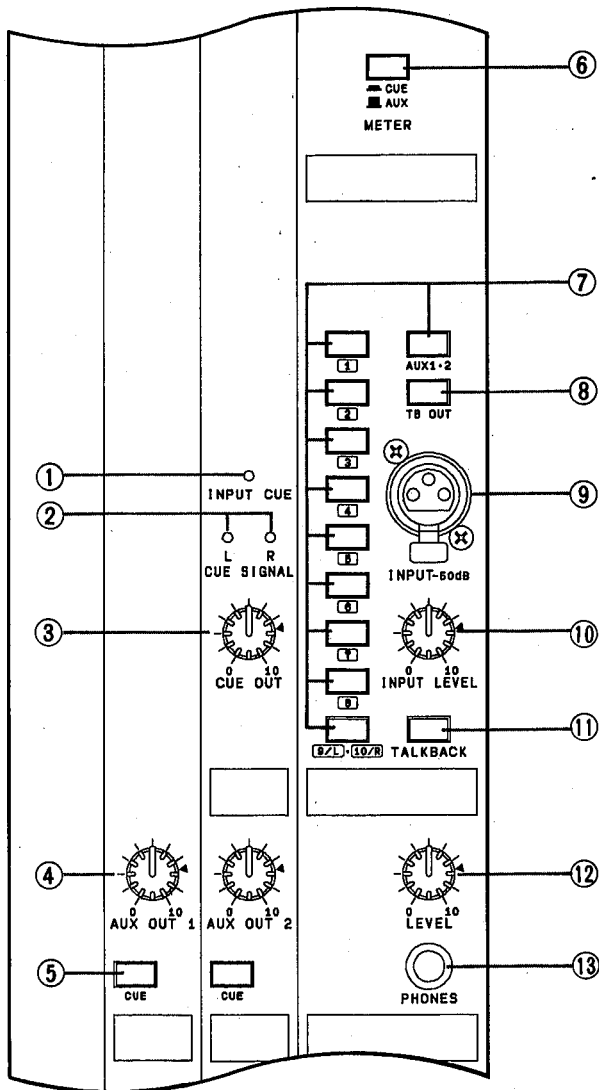 ⑥
CUE
AUX
METER
⑦
1
AUX1·2
2
TB OUT
⑧
3
①
INPUT CUE
4
⑨
②
L R
CUE SIGNAL
5
INPUT-50dB
6
③
0 10
CUE OUT
7
0 10
INPUT LEVEL
⑩
8
9/L · 10/R
TALKBACK
⑪
④
0 10
AUX OUT 1
0 10
AUX OUT 2
0 10
LEVEL
⑫
⑤
CUE
CUE
PHONES
⑬